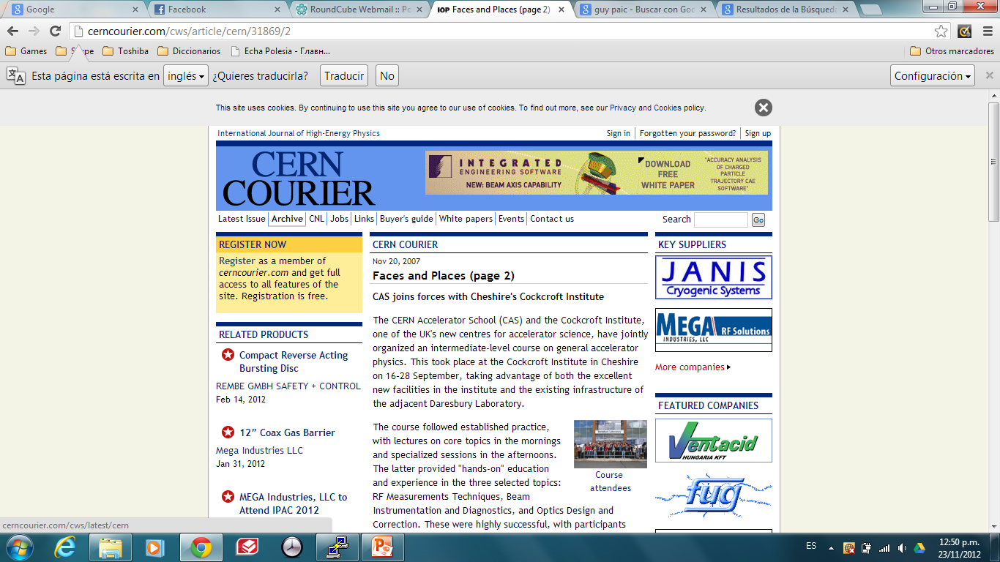 Google
Facebook
RoundCube Webmail :: Po
IOP Faces and Places (page 2)
guy paic - Buscar con Goo
Resultados de la Búsqued
cerncourier.com/cws/article/cern/31869/2
Games
Skype
Toshiba
Diccionarios
Echa Polesia - Главн...
Otros marcadores
Esta página está escrita en inglés ¿Quieres traducirla? Traducir No
Configuración
This site uses cookies. By continuing to use this site you agree to our use of cookies. To find out more, see our Privacy and Cookies policy.
International Journal of High-Energy Physics
Sign in Forgotten your password? Sign up
CERN
COURIER
INTEGRATED
ENGINEERING SOFTWARE
NEW: BEAM AXIS CAPABILITY
DOWNLOAD
FREE
WHITE PAPER
"ACCURACY ANALYSIS
OF CHARGED
PARTICLE
TRAJECTORY CAE
SOFTWARE"
Latest Issue Archive CNL Jobs Links Buyer's guide White papers Events Contact us
Search Go
REGISTER NOW
Register as a member of
cerncourier.com and get full
access to all features of the
site. Registration is free.
RELATED PRODUCTS
Compact Reverse Acting
Bursting Disc
REMBE GMBH SAFETY + CONTROL
Feb 14, 2012
12” Coax Gas Barrier
Mega Industries LLC
Jan 31, 2012
MEGA Industries, LLC to
Attend IPAC 2012
CERN COURIER
Nov 20, 2007
Faces and Places (page 2)
CAS joins forces with Cheshire's Cockcroft Institute
The CERN Accelerator School (CAS) and the Cockcroft Institute,
one of the UK's new centres for accelerator science, have jointly
organized an intermediate-level course on general accelerator
physics. This took place at the Cockcroft Institute in Cheshire
on 16–28 September, taking advantage of both the excellent
new facilities in the institute and the existing infrastructure of
the adjacent Daresbury Laboratory.
The course followed established practice,
with lectures on core topics in the mornings
and specialized sessions in the afternoons.
The latter provided "hands-on" education
and experience in the three selected topics:
RF Measurements Techniques, Beam
Instrumentation and Diagnostics, and Optics Design and
Correction. These were highly successful, with participants
Course
attendees
KEY SUPPLIERS
JANIS
Cryogenic Systems
MEGA RF Solutions
INDUSTRIES, LLC
More companies
FEATURED COMPANIES
Ventacid
HUNGARIA KFT
fug
cerncourier.com/cws/latest/cern
ES
12:50 p.m.
23/11/2012